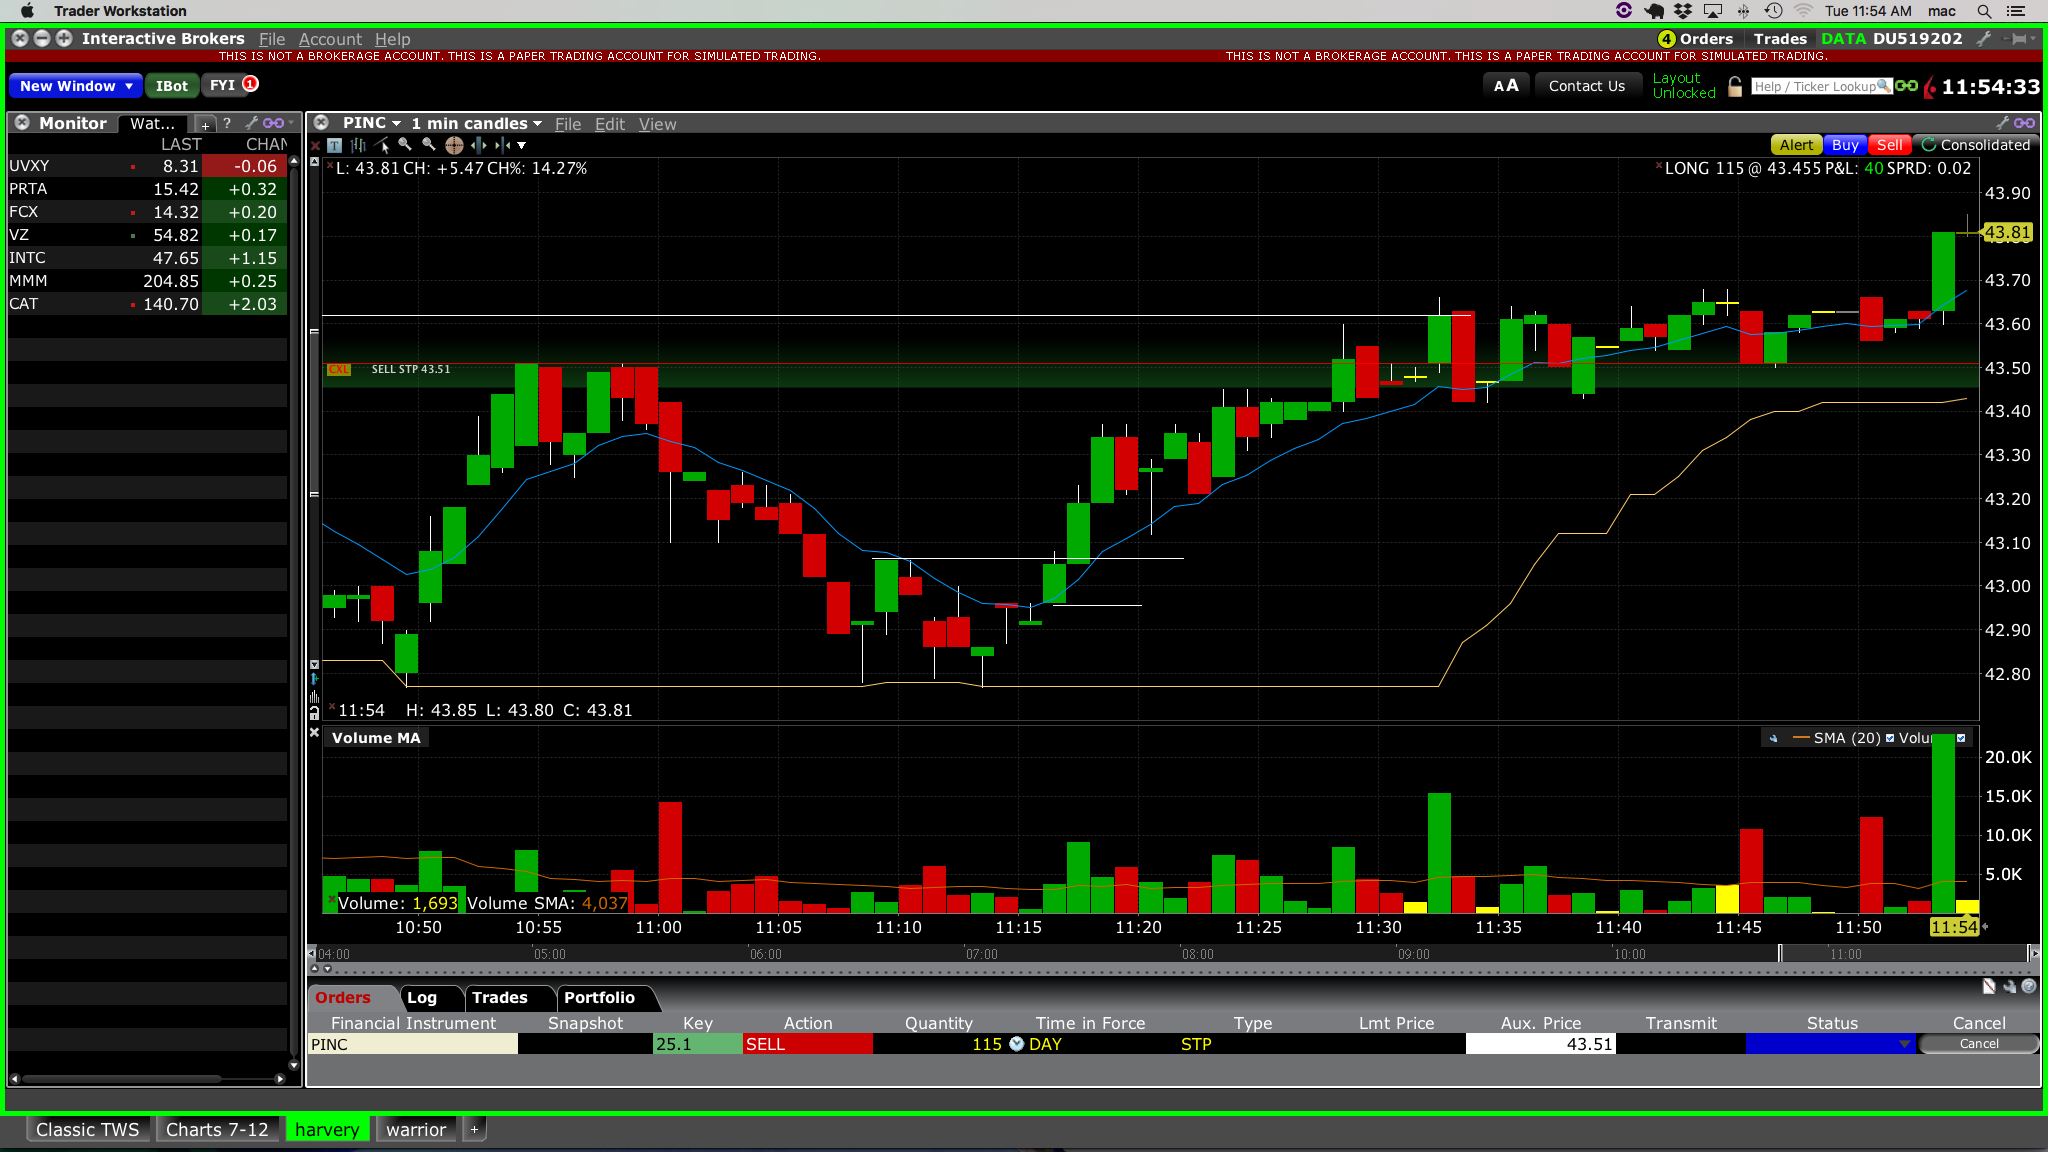 Trader Workstation
Tue 11:54 AM mac
Interactive Brokers File Account Help
4 Orders Trades DATA DU519202
THIS IS NOT A BROKERAGE ACCOUNT. THIS IS A PAPER TRADING ACCOUNT FOR SIMULATED TRADING.
THIS IS NOT A BROKERAGE ACCOUNT. THIS IS A PAPER TRADING ACCOUNT FOR SIMULATED TRADING.
New Window IBot FYI 1
AA Contact Us Layout Unlocked Help / Ticker Lookup 11:54:33
Monitor Wat... + ?
LAST CHAN
UVXY 8.31 -0.06
PRTA 15.42 +0.32
FCX 14.32 +0.20
VZ 54.82 +0.17
INTC 47.65 +1.15
MMM 204.85 +0.25
CAT 140.70 +2.03
PINC 1 min candles File Edit View
T
Alert Buy Sell Consolidated
L: 43.81 CH: +5.47 CH%: 14.27%
LONG 115 @ 43.455 P&L: 40 SPRD: 0.02
43.90
43.81
43.70
43.60
43.50
43.40
43.30
43.20
43.10
43.00
42.90
42.80
CXL SELL STP 43.51
11:54 H: 43.85 L: 43.80 C: 43.81
Volume MA
SMA (20) Volu
20.0K
15.0K
10.0K
5.0K
Volume: 1,693 Volume SMA: 4,037
10:50 10:55 11:00 11:05 11:10 11:15 11:20 11:25 11:30 11:35 11:40 11:45 11:50 11:54
04:00 05:00 06:00 07:00 08:00 09:00 10:00 11:00
Orders Log Trades Portfolio
Financial Instrument Snapshot Key Action Quantity Time in Force Type Lmt Price Aux. Price Transmit Status Cancel
PINC 25.1 SELL 115 DAY STP 43.51 Cancel
Classic TWS Charts 7-12 harvery warrior +